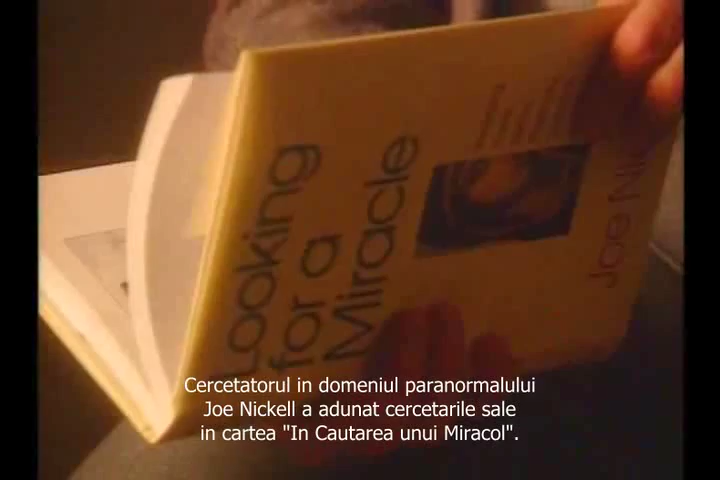 Looking
for a
Miracle
Joe Nic
Cercetatorul in domeniul paranormalului
Joe Nickell a adunat cercetarile sale
in cartea "In Cautarea unui Miracol".